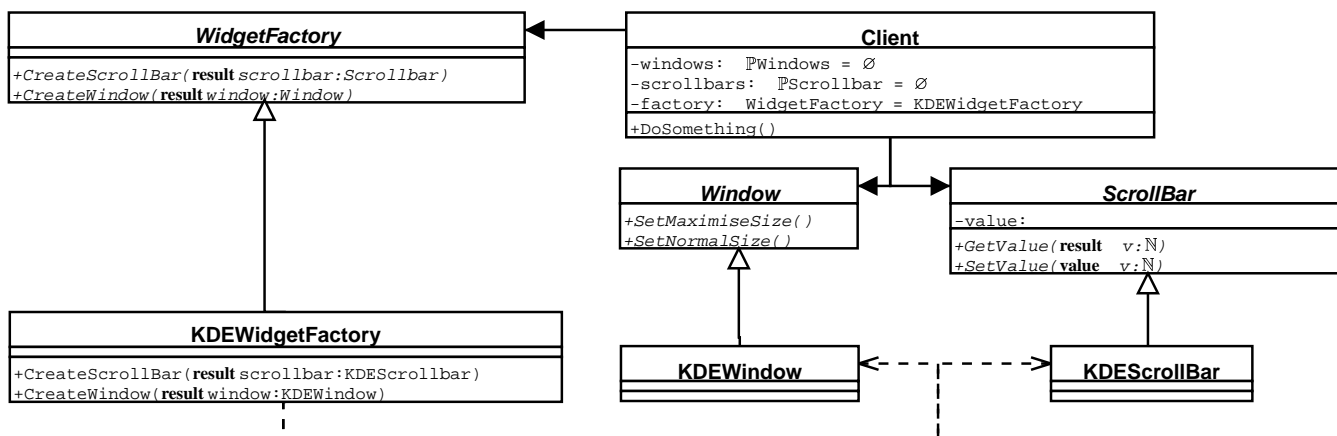 WidgetFactory
+CreateScrollBar(result scrollbar:Scrollbar)
+CreateWindow(result window:Window)
Client
-windows: ℙWindows = ∅
-scrollbars: ℙScrollbar = ∅
-factory: WidgetFactory = KDEWidgetFactory
+DoSomething()
Window
+SetMaximiseSize()
+SetNormalSize()
ScrollBar
-value:
+GetValue(result v:ℕ)
+SetValue(value v:ℕ)
KDEWidgetFactory
+CreateScrollBar(result scrollbar:KDEScrollbar)
+CreateWindow(result window:KDEWindow)
KDEWindow
KDEScrollBar